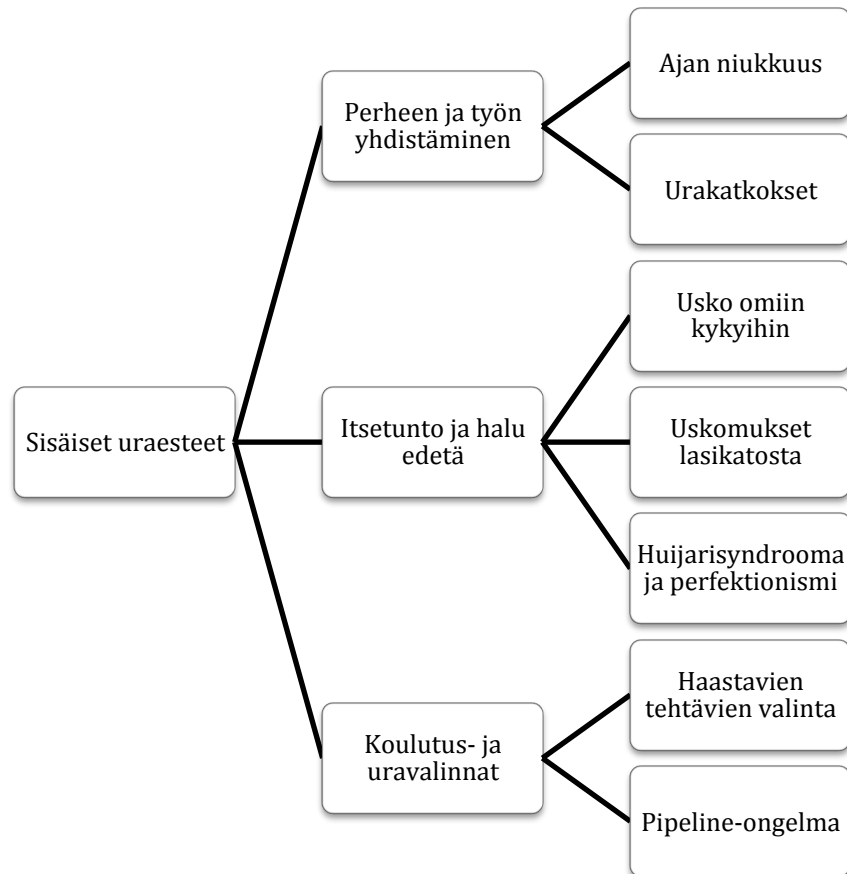 Sisäiset uraesteet
Perheen ja työn
yhdistäminen
Ajan niukkuus
Urakatkokset
Itsetunto ja halu
edetä
Usko omiin
kykyihin
Uskomukset
lasikatosta
Huijarisyndrooma
ja perfektionismi
Koulutus- ja
uravalinnat
Haastavien
tehtävien valinta
Pipeline-ongelma